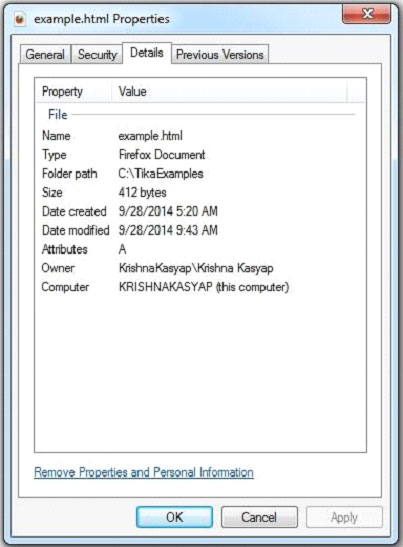 example.html Properties
General Security Details Previous Versions
Property Value
File
Name example.html
Type Firefox Document
Folder path C:\TikaExamples
Size 412 bytes
Date created 9/28/2014 5:20 AM
Date modified 9/28/2014 9:43 AM
Attributes A
Owner KrishnaKasyap\Krishna Kasyap
Computer KRISHNAKASYAP (this computer)
Remove Properties and Personal Information
OK Cancel Apply